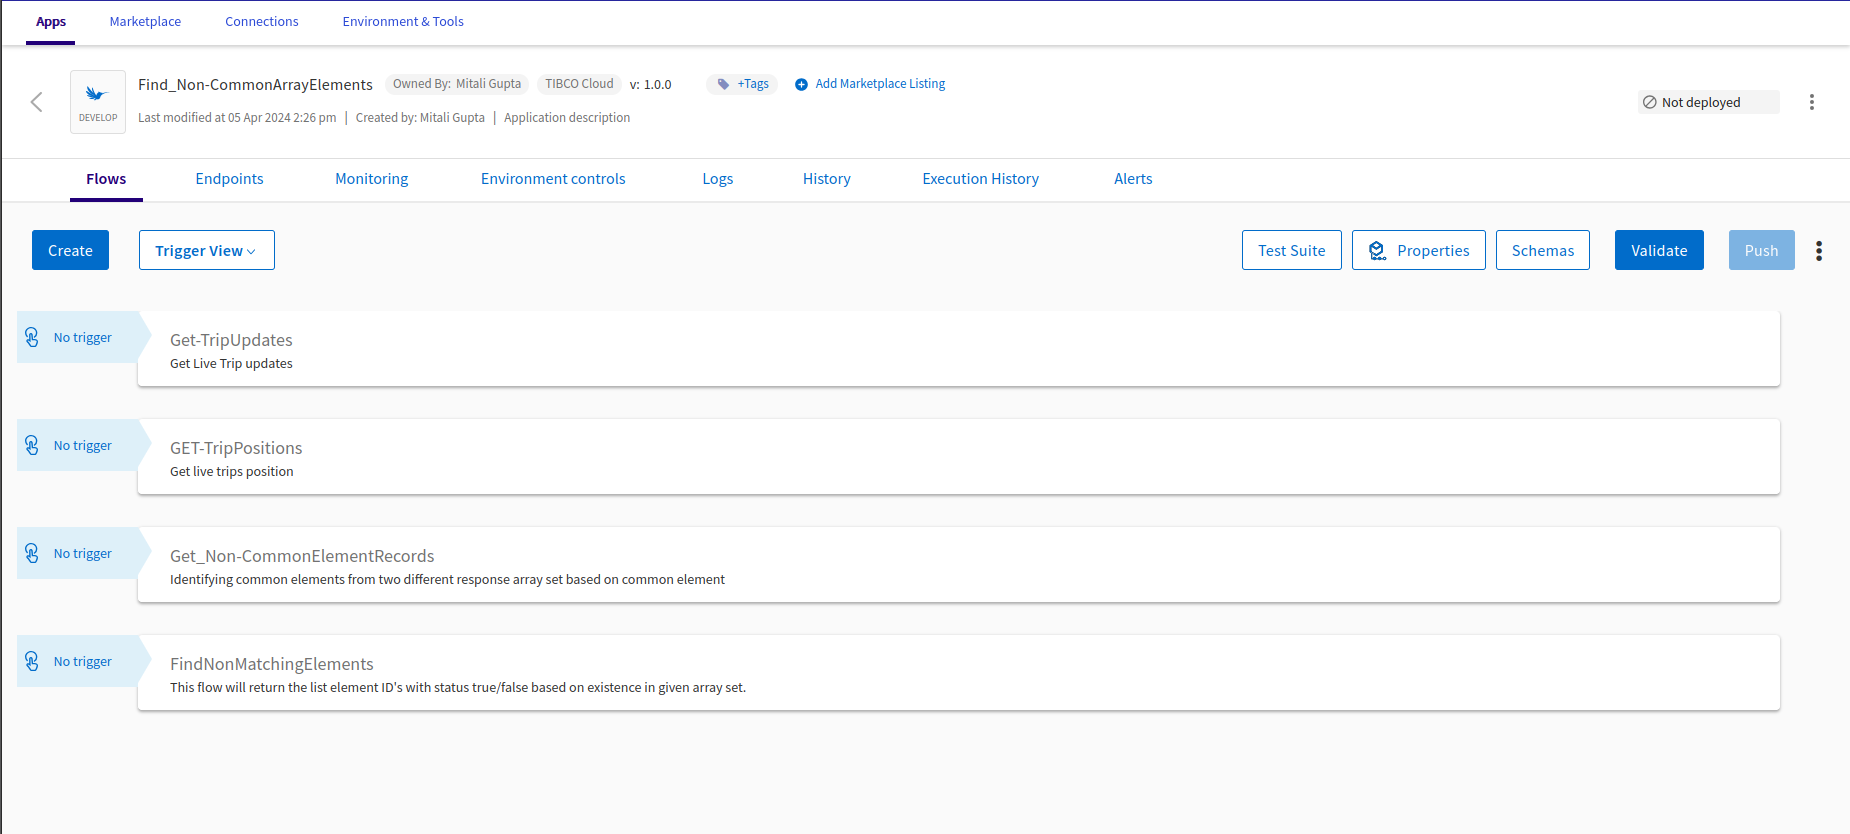 Apps Marketplace Connections Environment & Tools
Find_Non-CommonArrayElements Owned By: Mitali Gupta TIBCO Cloud v: 1.0.0 +Tags Add Marketplace Listing
DEVELOP
Last modified at 05 Apr 2024 2:26 pm | Created by: Mitali Gupta | Application description
Not deployed
Flows Endpoints Monitoring Environment controls Logs History Execution History Alerts
Create Trigger View Test Suite Properties Schemas Validate Push
No trigger
Get-TripUpdates
Get Live Trip updates
No trigger
GET-TripPositions
Get live trips position
No trigger
Get_Non-CommonElementRecords
Identifying common elements from two different response array set based on common element
No trigger
FindNonMatchingElements
This flow will return the list element ID's with status true/false based on existence in given array set.